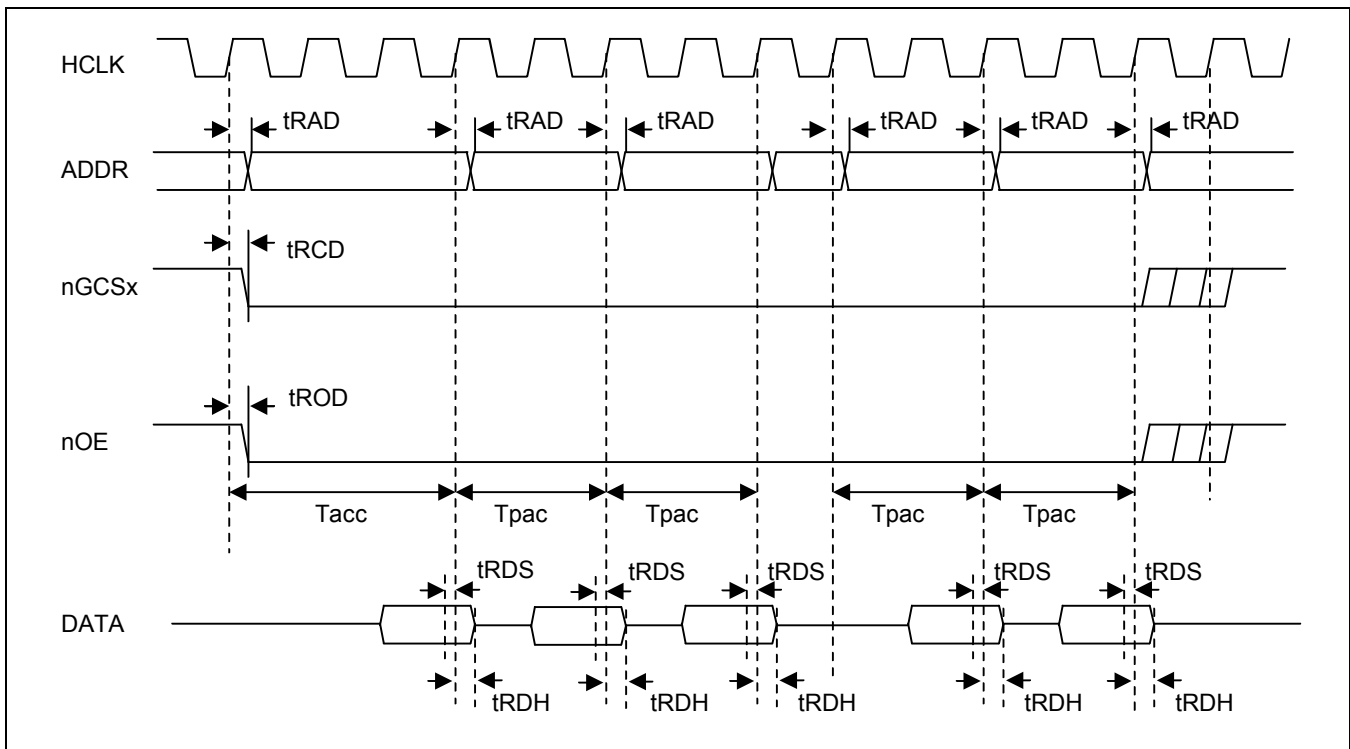 HCLK
tRAD tRAD tRAD tRAD tRAD tRAD
ADDR
tRCD
nGCSx
tROD
nOE
Tacc Tpac Tpac Tpac Tpac
tRDS tRDS tRDS tRDS tRDS
DATA
tRDH tRDH tRDH tRDH tRDH